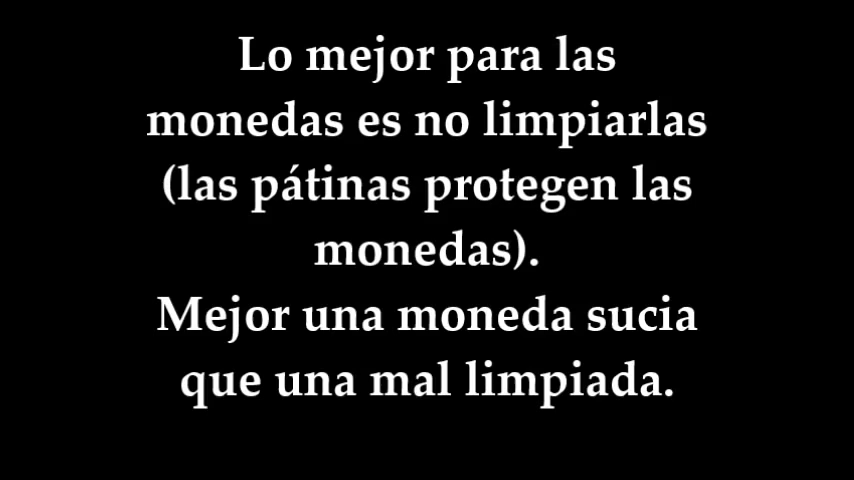 Lo mejor para las
monedas es no limpiarlas
(las pátinas protegen las
monedas).
Mejor una moneda sucia
que una mal limpiada.